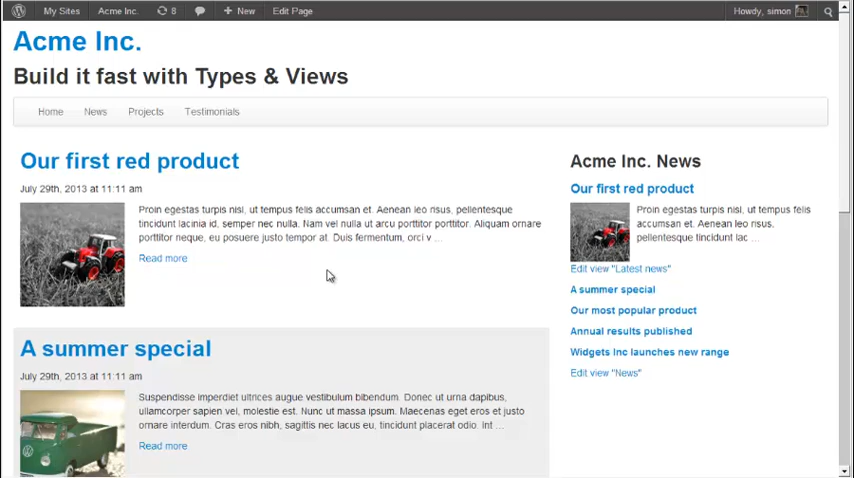 My Sites Acme Inc. 8 New Edit Page Howdy, simon
Acme Inc.
Build it fast with Types & Views
Home News Projects Testimonials
Our first red product
July 29th, 2013 at 11:11 am
Proin egestas turpis nisl, ut tempus felis accumsan et. Aenean leo risus, pellentesque
tincidunt lacinia id, semper nec nulla. Nam vel nulla ut arcu porttitor porttitor. Aliquam ornare
porttitor neque, eu posuere justo tempor at. Duis fermentum, orci v ...
Read more
A summer special
July 29th, 2013 at 11:11 am
Suspendisse imperdiet ultrices augue vestibulum bibendum. Donec ut urna dapibus,
ullamcorper sapien vel, molestie est. Nunc ut massa ipsum. Maecenas eget eros et justo
ornare interdum. Cras eros nibh, sagittis nec lacus eu, tincidunt placerat odio. Int ...
Read more
Acme Inc. News
Our first red product
Proin egestas turpis nisl, ut tempus felis
accumsan et. Aenean leo risus,
pellentesque tincidunt lac ...
Edit view "Latest news"
A summer special
Our most popular product
Annual results published
Widgets Inc launches new range
Edit view "News"